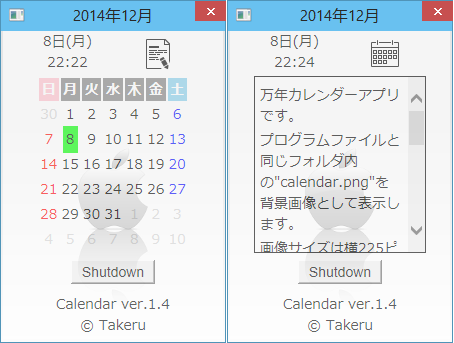 2014年12月
8日(月)
22:22
日 月 火 水 木 金 土
30 1 2 3 4 5 6
7 8 9 10 11 12 13
14 15 16 17 18 19 20
21 22 23 24 25 26 27
28 29 30 31 1 2 3
4 5 6 7 8 9 10
Shutdown
Calendar ver.1.4
© Takeru
2014年12月
8日(月)
22:24
万年カレンダーアプリ
です。
プログラムファイルと
同じフォルダ内
の"calendar.png"を
背景画像として表示し
ます。
画像サイズは横225ピ
Shutdown
Calendar ver.1.4
© Takeru